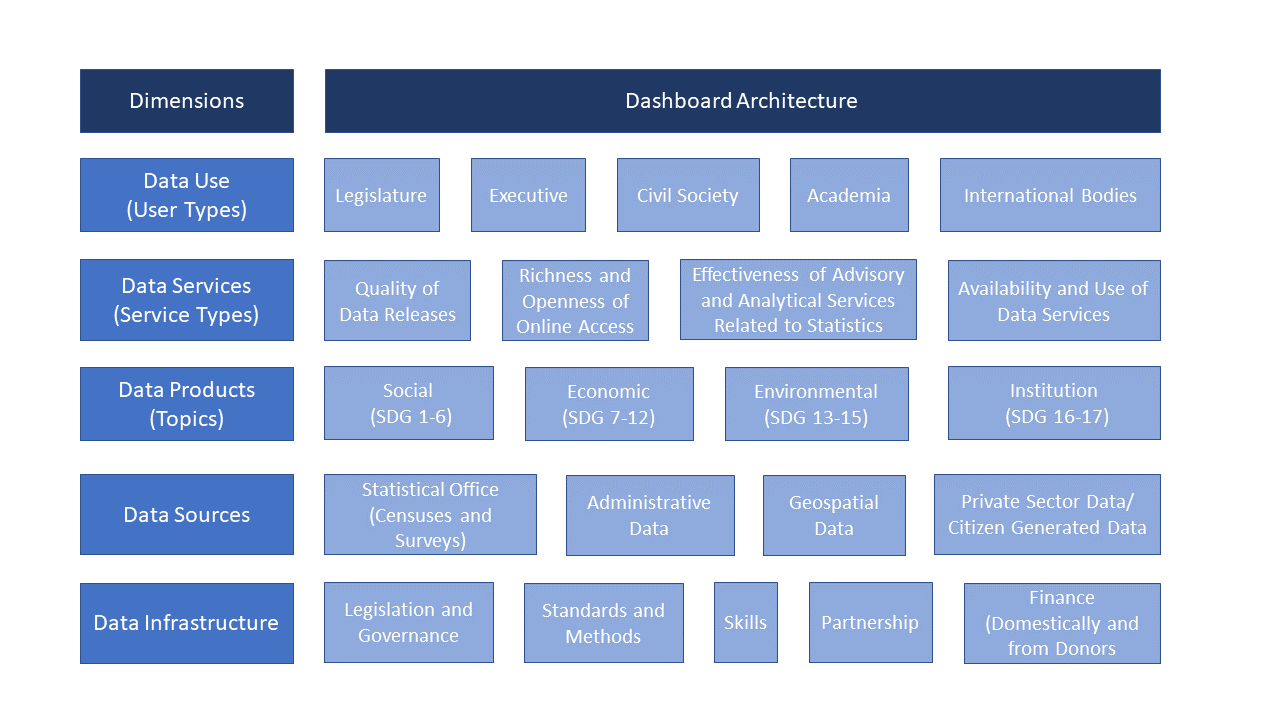 Dimensions
Dashboard Architecture
Data Use
(User Types)
Legislature
Executive
Civil Society
Academia
International Bodies
Data Services
(Service Types)
Quality of
Data Releases
Richness and
Openness of
Online Access
Effectiveness of Advisory
and Analytical Services
Related to Statistics
Availability and Use of
Data Services
Data Products
(Topics)
Social
(SDG 1-6)
Economic
(SDG 7-12)
Environmental
(SDG 13-15)
Institution
(SDG 16-17)
Data Sources
Statistical Office
(Censuses and
Surveys)
Administrative
Data
Geospatial
Data
Private Sector Data/
Citizen Generated Data
Data Infrastructure
Legislation and
Governance
Standards and
Methods
Skills
Partnership
Finance
(Domestically and
from Donors